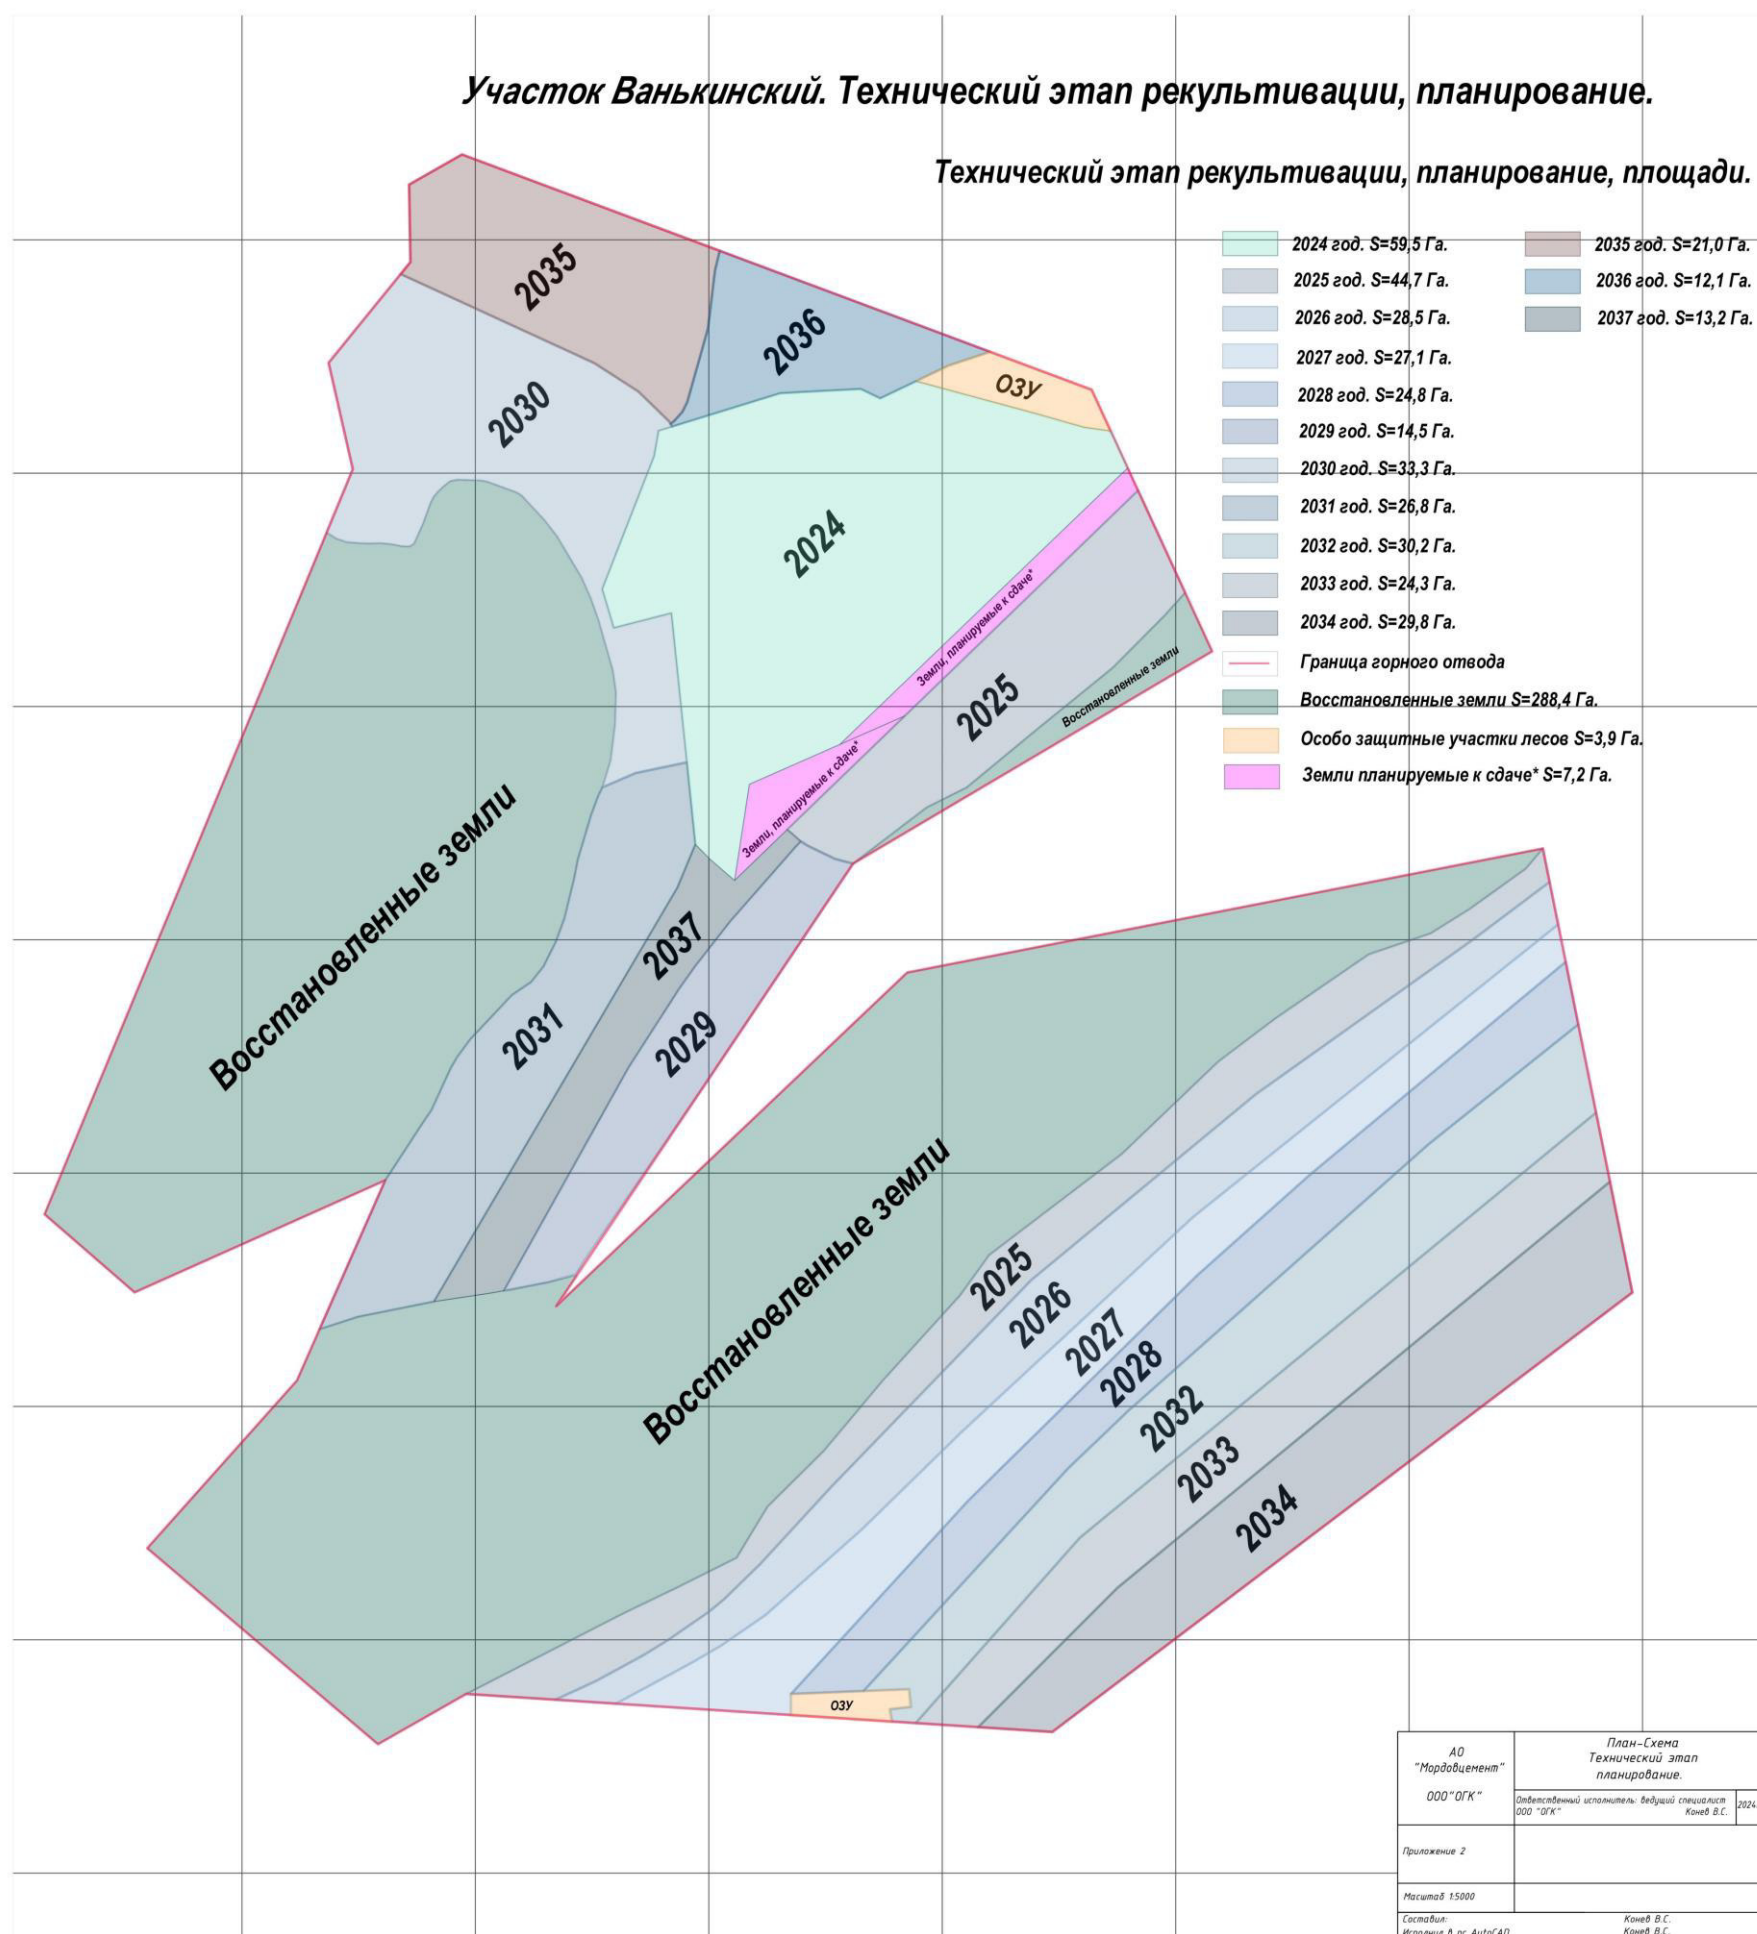 Участок Ванькинский. Технический этап рекультивации, планирование.
Технический этап рекультивации, планирование, площади.
2024 год. S=59,5 Га.
2025 год. S=44,7 Га.
2026 год. S=28,5 Га.
2027 год. S=27,1 Га.
2028 год. S=24,8 Га.
2029 год. S=14,5 Га.
2030 год. S=33,3 Га.
2031 год. S=26,8 Га.
2032 год. S=30,2 Га.
2033 год. S=24,3 Га.
2034 год. S=29,8 Га.
Граница горного отвода
Восстановленные земли S=288,4 Га.
Особо защитные участки лесов S=3,9 Га.
Земли планируемые к сдаче* S=7,2 Га.
2035 год. S=21,0 Га.
2036 год. S=12,1 Га.
2037 год. S=13,2 Га.
2035
2036
ОЗУ
2030
2024
Земли, планируемые к сдаче*
Восстановленные земли
2025
Земли, планируемые к сдаче*
Восстановленные земли
2037
2031
2029
Восстановленные земли
2025
2026
2027
2028
2032
2033
2034
ОЗУ
АО
"Мордовцемент"
ООО"ОГК"
План-Схема
Технический этап
планирование.
Ответственный исполнитель: ведущий специалист
ООО "ОГК" Конев В.С.
2024
Приложение 2
Масштаб 1:5000
Составил: Конев В.С.
Исполнил в пс AutoCAD Конев В.С.